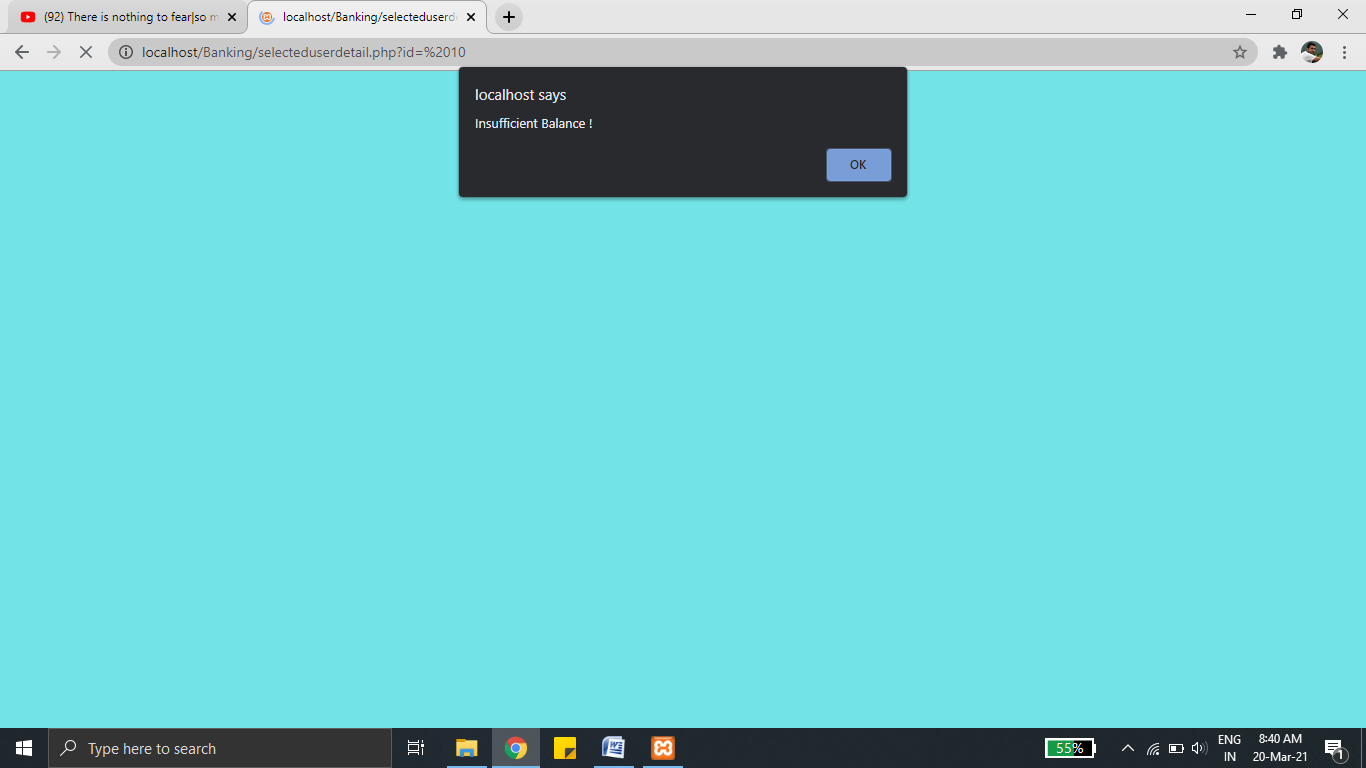 (92) There is nothing to fear|so m
localhost/Banking/selecteduserde
localhost/Banking/selecteduserdetail.php?id=%2010
localhost says
Insufficient Balance !
OK
Type here to search
55%
ENG
IN
8:40 AM
20-Mar-21
1